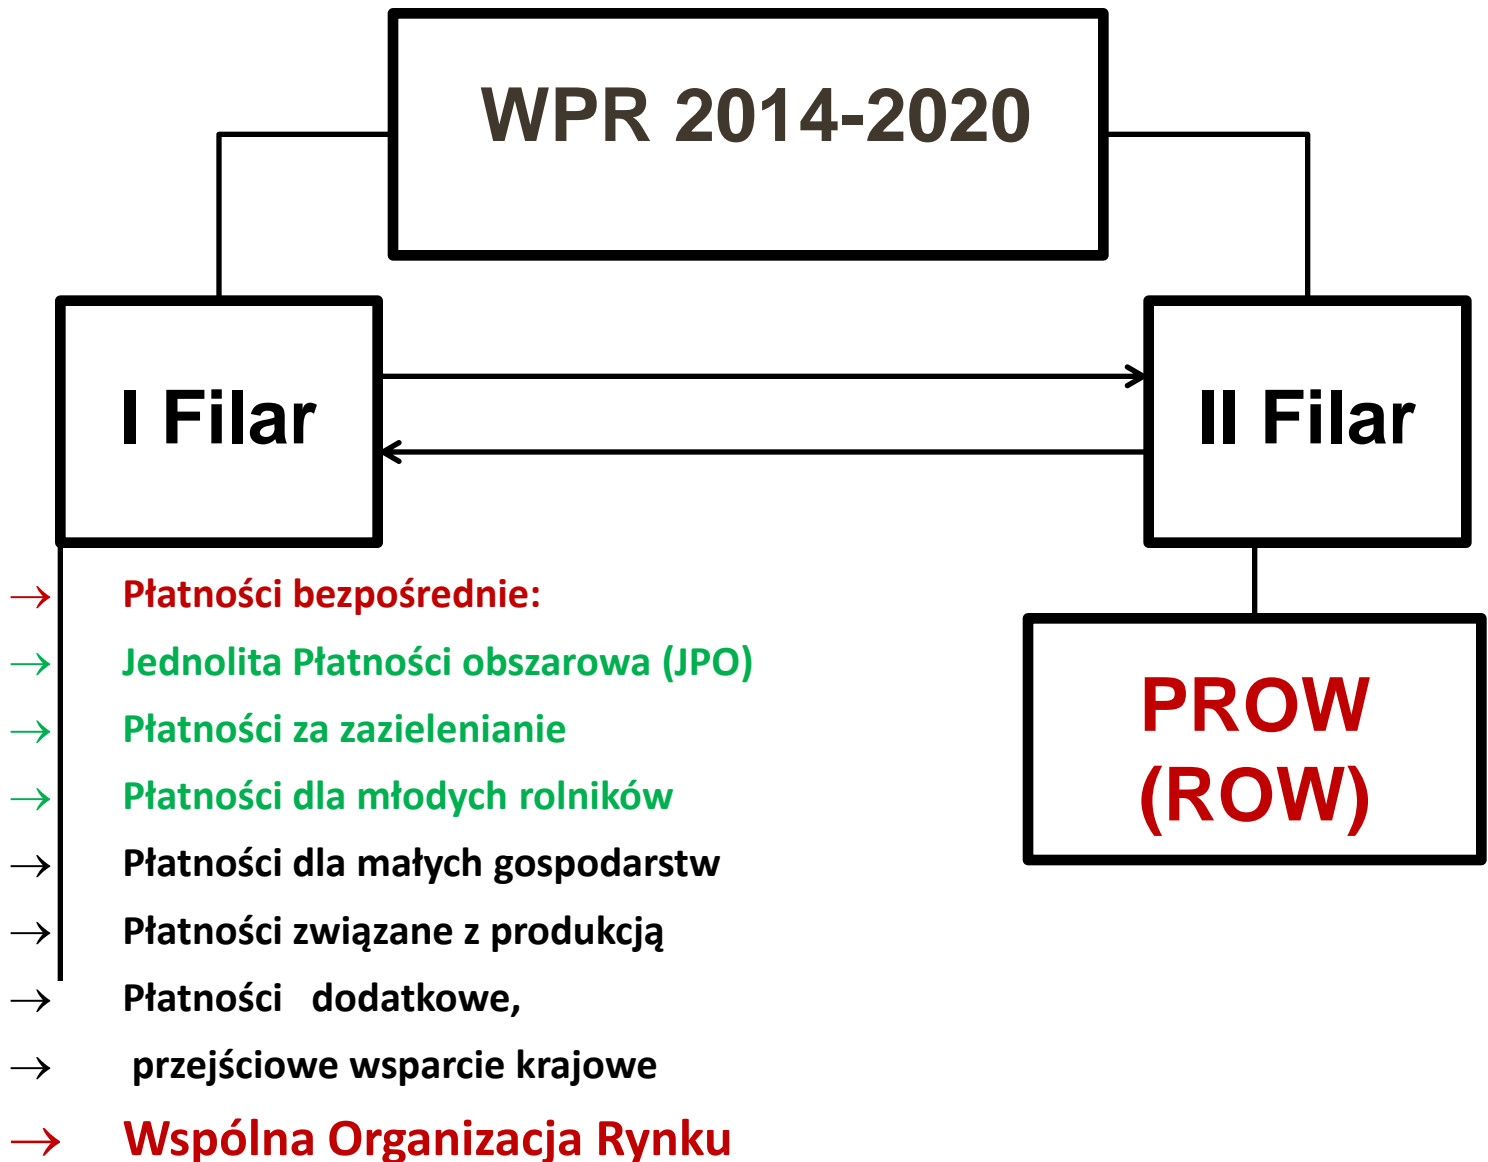 WPR 2014-2020
I Filar
II Filar
→ Płatności bezpośrednie:
→ Jednolita Płatności obszarowa (JPO)
→ Płatności za zazielenianie
→ Płatności dla młodych rolników
→ Płatności dla małych gospodarstw
→ Płatności związane z produkcją
→ Płatności dodatkowe,
→ przejściowe wsparcie krajowe
→ Wspólna Organizacja Rynku
PROW
(ROW)